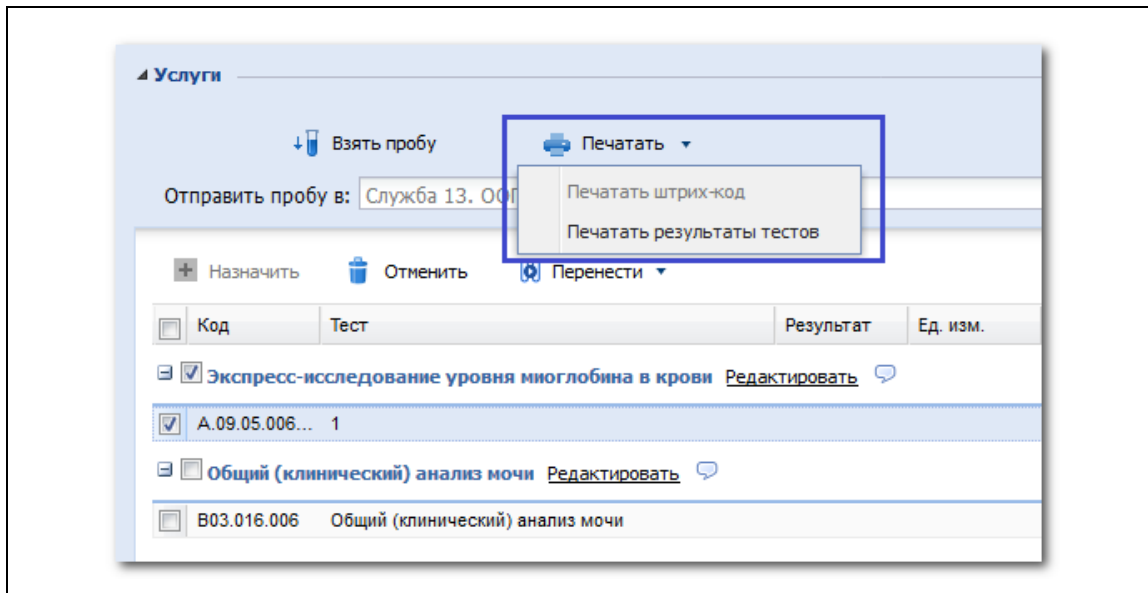 Услуги
Взять пробу Печатать
Отправить пробу в: Служба 13.
Печатать штрих-код
Печатать результаты тестов
Назначить Отменить Перенести
Код Тест Результат Ед. изм.
Экспресс-исследование уровня миоглобина в крови Редактировать
A.09.05.006... 1
Общий (клинический) анализ мочи Редактировать
B03.016.006 Общий (клинический) анализ мочи